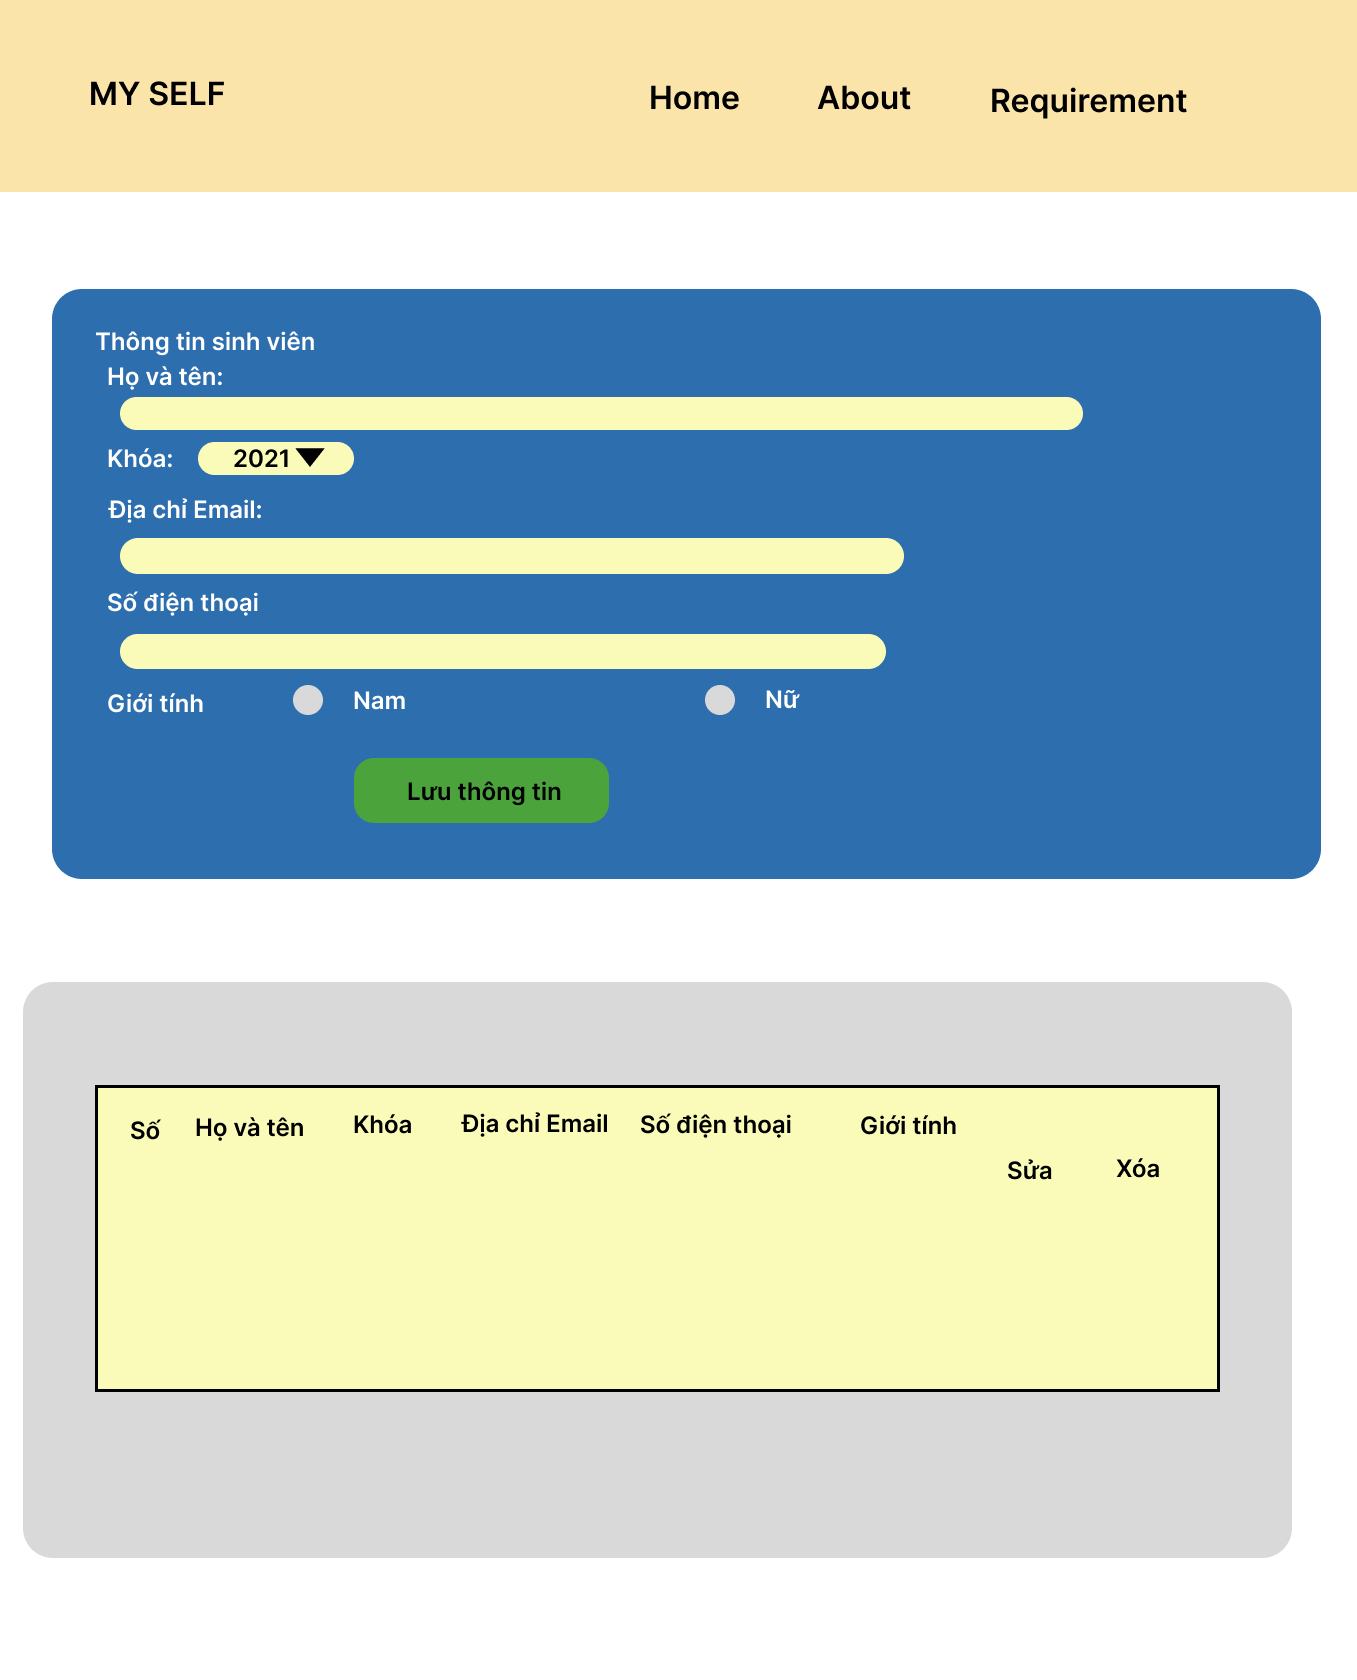 MY SELF
Home About Requirement
Thông tin sinh viên
Họ và tên:
Khóa: 2021
Địa chỉ Email:
Số điện thoại
Giới tính Nam Nữ
Lưu thông tin
Số Họ và tên Khóa Địa chỉ Email Số điện thoại Giới tính
Sửa Xóa